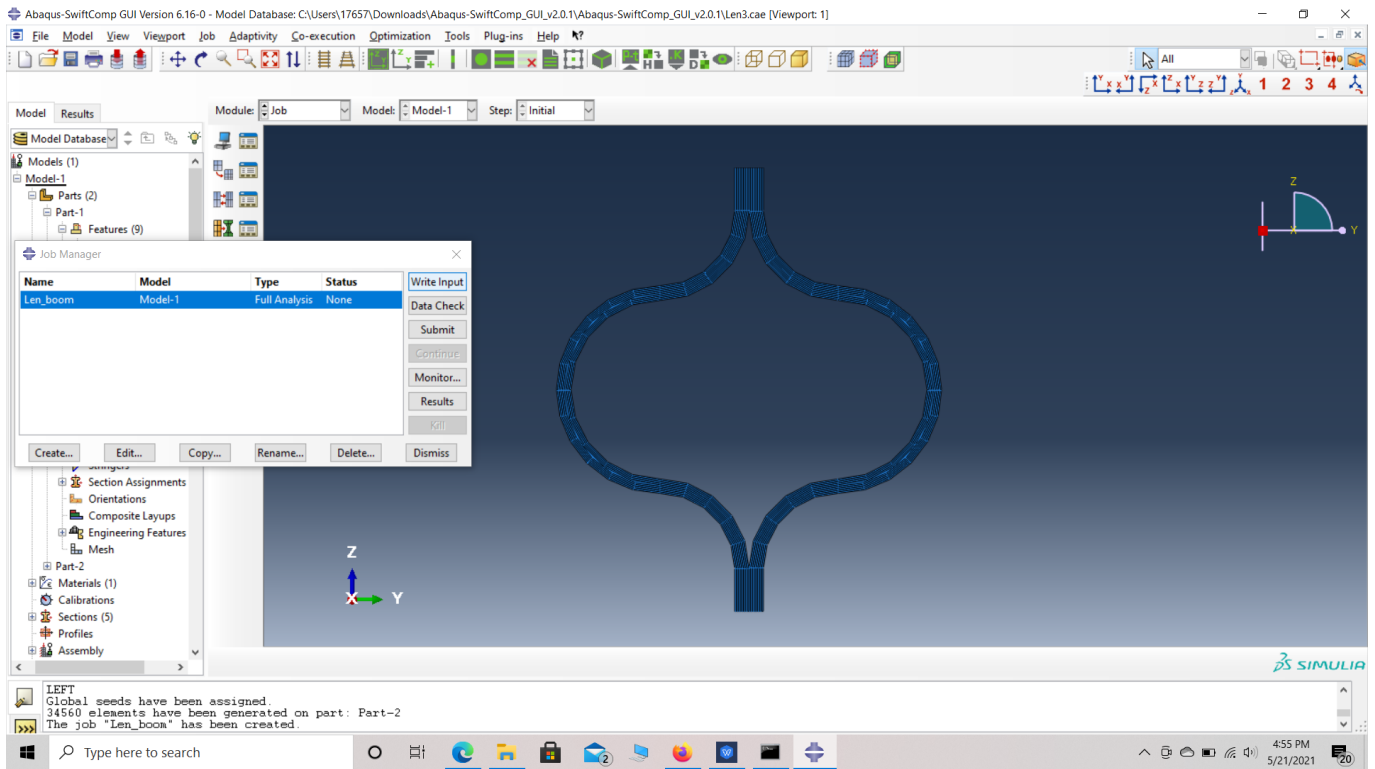 Abaqus-SwiftComp GUI Version 6.16-0 - Model Database: C:\Users\17657\Downloads\Abaqus-SwiftComp_GUI_v2.0.1\Abaqus-SwiftComp_GUI_v2.0.1\Len3.cae [Viewport: 1]
File Model View Viewport Job Adaptivity Co-execution Optimization Tools Plug-ins Help
All
1 2 3 4
Model Results Module: Job Model: Model-1 Step: Initial
Model Database
Models (1)
Model-1
Parts (2)
Part-1
Features (9)
Job Manager
Name Model Type Status Write Input
Len_boom Model-1 Full Analysis None
Data Check
Submit
Continue
Monitor...
Results
Kill
Create... Edit... Copy... Rename... Delete... Dismiss
Stringers
Section Assignments
Orientations
Composite Layups
Engineering Features
Mesh
Part-2
Materials (1)
Calibrations
Sections (5)
Profiles
Assembly
Z
Y
X
Z
X Y
SIMULIA
LEFT
Global seeds have been assigned.
34560 elements have been generated on part: Part-2
The job "Len_boom" has been created.
Type here to search
2
4:55 PM
5/21/2021
20